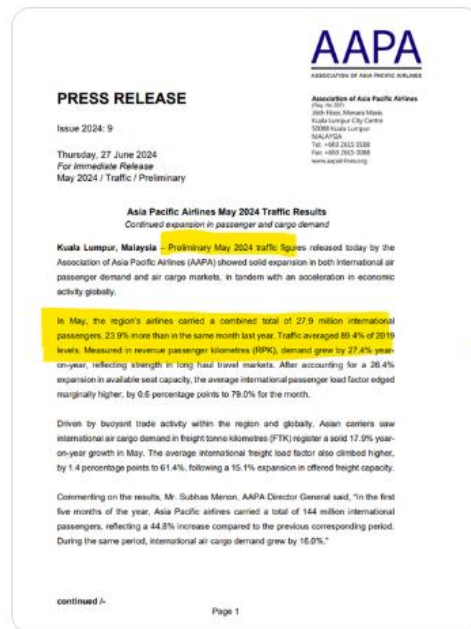 AAPA
ASSOCIATION OF ASIA PACIFIC AIRLINES
PRESS RELEASE
Association of Asia Pacific Airlines
Issue 2024: 9
Kuala Lumpur City Centre
50088 Kuala Lumpur
MALAYSIA
Tel: +603 2615 0188
Fax: +603 2615 0088
www.aapairlines.org
Thursday, 27 June 2024
For Immediate Release
May 2024 / Traffic / Preliminary
Asia Pacific Airlines May 2024 Traffic Results
Continued expansion in passenger and cargo demand
Kuala Lumpur, Malaysia – Preliminary May 2024 traffic figures released today by the
Association of Asia Pacific Airlines (AAPA) showed solid expansion in both international air
passenger demand and air cargo markets, in tandem with an acceleration in economic
activity globally.
In May, the region's airlines carried a combined total of 27.9 million international
passengers, 23.9% more than in the same month last year. Traffic averaged 89.4% of 2019
levels. Measured in revenue passenger kilometres (RPK), demand grew by 27.4% year-
on-year, reflecting strength in long haul travel markets. After accounting for a 26.4%
expansion in available seat capacity, the average international passenger load factor edged
marginally higher, by 0.6 percentage points to 79.0% for the month.
Driven by buoyant trade activity within the region and globally, Asian carriers saw
international air cargo demand in freight tonne kilometres (FTK) register a solid 17.9% year-
on-year growth in May. The average international freight load factor also climbed higher,
by 1.4 percentage points to 61.4%, following a 15.1% expansion in offered freight capacity.
Commenting on the results, Mr. Subhas Menon, AAPA Director General said, "In the first
five months of the year, Asia Pacific airlines carried a total of 144 million international
passengers, reflecting a 44.8% increase compared to the previous corresponding period.
During the same period, international air cargo demand grew by 16.0%."
continued /-
Page 1